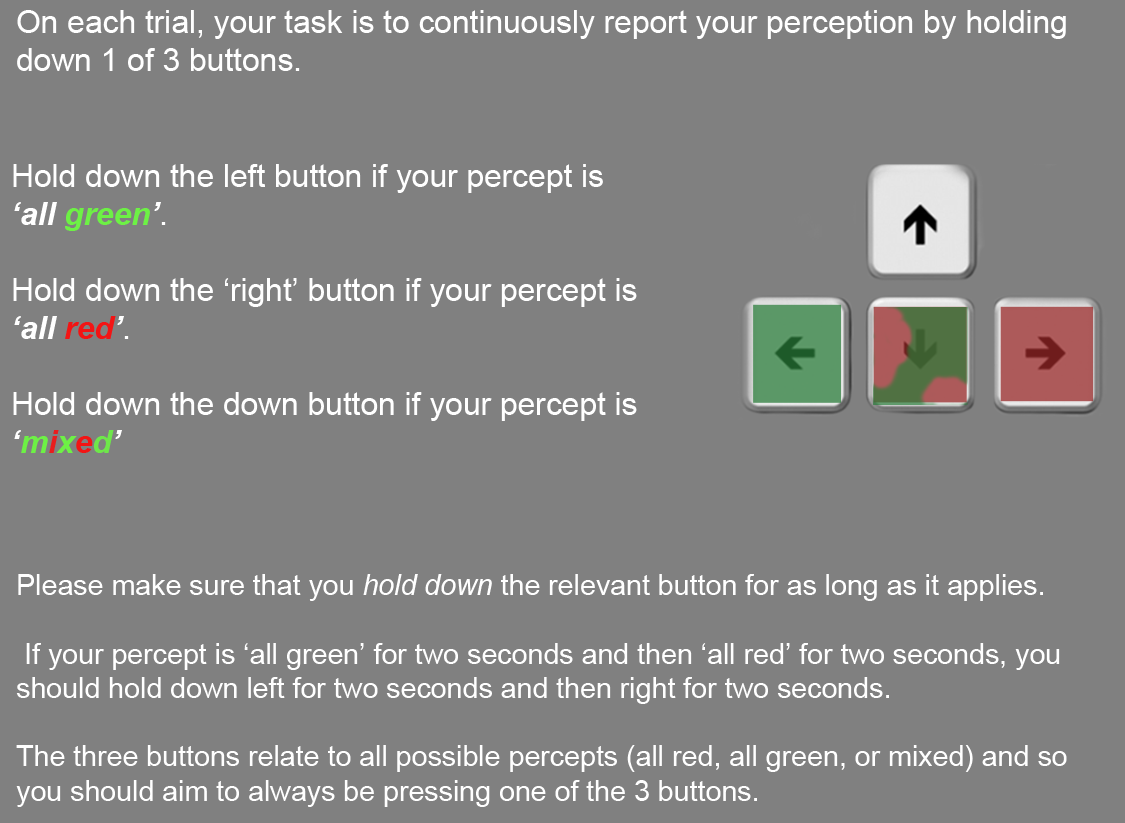 On each trial, your task is to continuously report your perception by holding
down 1 of 3 buttons.
Hold down the left button if your percept is
‘all green’.
Hold down the ‘right’ button if your percept is
‘all red’.
Hold down the down button if your percept is
‘mixed’
Please make sure that you hold down the relevant button for as long as it applies.
If your percept is ‘all green’ for two seconds and then ‘all red’ for two seconds, you
should hold down left for two seconds and then right for two seconds.
The three buttons relate to all possible percepts (all red, all green, or mixed) and so
you should aim to always be pressing one of the 3 buttons.